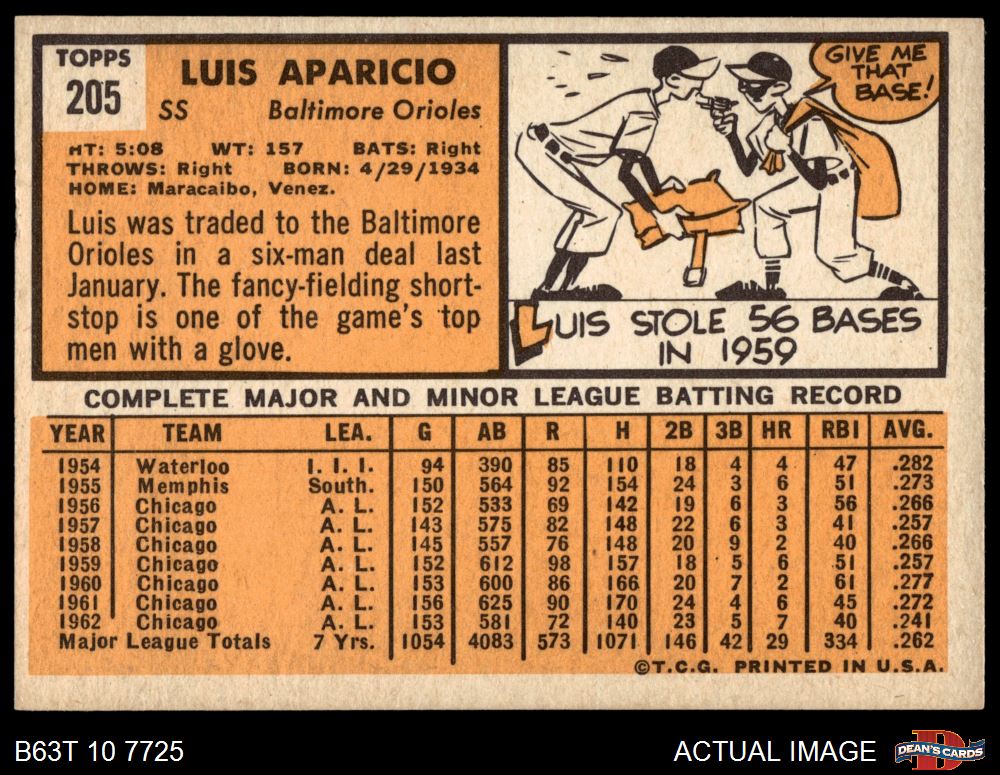 TOPPS
205
LUIS APARICIO
SS Baltimore Orioles
HT: 5:08 WT: 157 BATS: Right
THROWS: Right BORN: 4/29/1934
HOME: Maracaibo, Venez.
Luis was traded to the Baltimore
Orioles in a six-man deal last
January. The fancy-fielding short-
stop is one of the game's top
men with a glove.
GIVE ME
THAT
BASE!
LUIS STOLE 56 BASES
IN 1959
COMPLETE MAJOR AND MINOR LEAGUE BATTING RECORD
YEAR TEAM LEA. G AB R H 2B 3B HR RBI AVG.
1954 Waterloo I. I. I. 94 390 85 110 18 4 4 47 .282
1955 Memphis South. 150 564 92 154 24 3 6 51 .273
1956 Chicago A. L. 152 533 69 142 19 6 3 56 .266
1957 Chicago A. L. 143 575 82 148 22 6 3 41 .257
1958 Chicago A. L. 145 557 76 148 20 9 2 40 .266
1959 Chicago A. L. 152 612 98 157 18 5 6 51 .257
1960 Chicago A. L. 153 600 86 166 20 7 2 61 .277
1961 Chicago A. L. 156 625 90 170 24 4 6 45 .272
1962 Chicago A. L. 153 581 72 140 23 5 7 40 .241
Major League Totals 7 Yrs. 1054 4083 573 1071 146 42 29 334 .262
©T.C.G. PRINTED IN U.S.A.
B63T 10 7725
ACTUAL IMAGE
DEAN'S CARDS